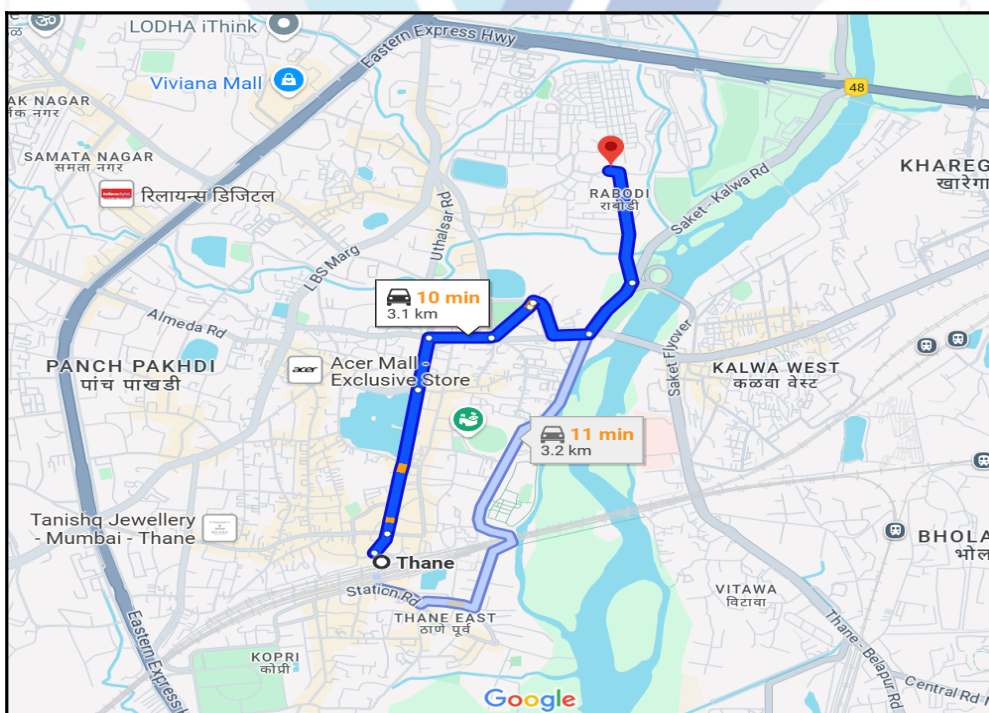 LODHA iThink
Eastern Express Hwy
Viviana Mall
48
AK NAGAR
SAMATA NAGAR
समता नगर
रिलायन्स डिजिटल
RABODI
राबोडी
KHAREG
खारेगा
Saket - Kalwa Rd
Uthalsar Rd
LBS Marg
10 min
3.1 km
Almeda Rd
PANCH PAKHDI
पांच पाखडी
acer
Acer Mall -
Exclusive Store
Saket Flyover
KALWA WEST
कळवा वेस्ट
11 min
3.2 km
Tanishq Jewellery
- Mumbai - Thane
Thane
BHOLA
भोल
Station Rd
THANE EAST
ठाणे पूर्व
VITAWA
विटावा
Eastern Express H
KOPRI
कोपरी
Thane - Belapur Rd
Central Rd
Google